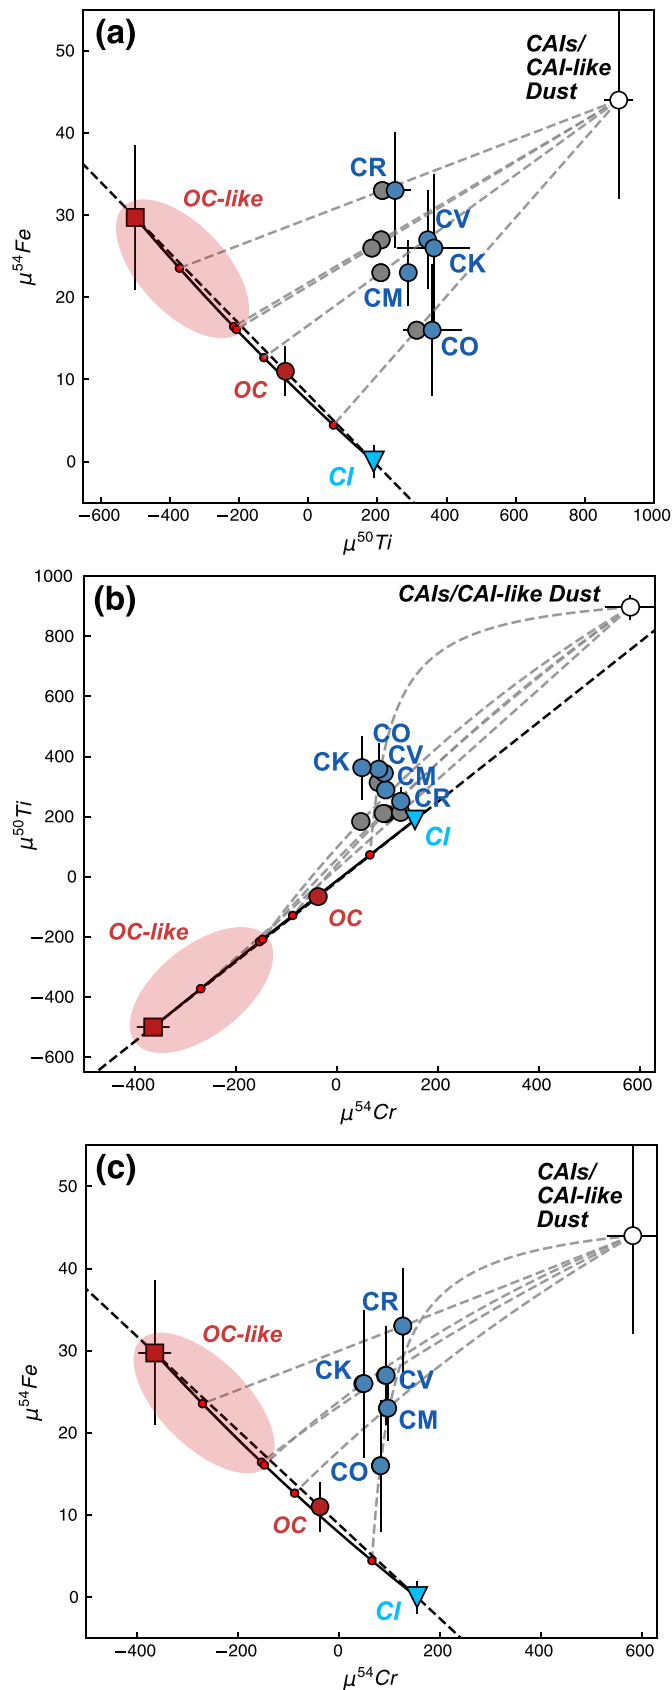 (a)
CAIs/
CAI-like
Dust
OC-like
CR
CV
CK
CM
CO
OC
CI
50
40
30
20
10
0
μ⁵⁴Fe
−600 −400 −200 0 200 400 600 800 1000
μ⁵⁰Ti
(b)
CAIs/CAI-like Dust
CO
CK
CV
CM
CR
CI
OC
OC-like
1000
800
600
400
200
0
−200
−400
−600
μ⁵⁰Ti
−400 −200 0 200 400 600
μ⁵⁴Cr
(c)
CAIs/
CAI-like
Dust
CR
OC-like
CK
CV
CM
CO
OC
CI
50
40
30
20
10
0
μ⁵⁴Fe
−400 −200 0 200 400 600
μ⁵⁴Cr